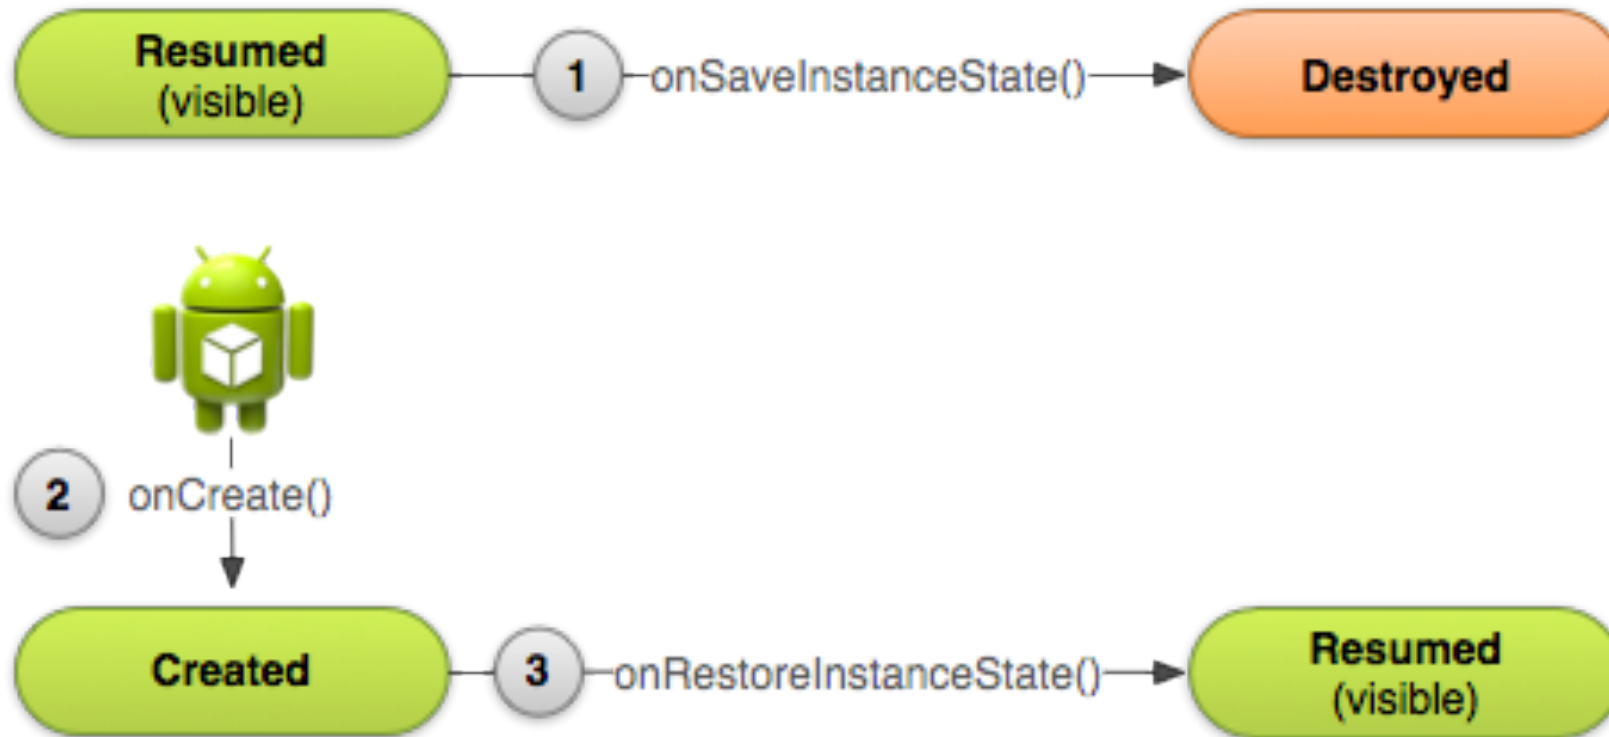 Resumed
(visible)
1
onSaveInstanceState()
Destroyed
2
onCreate()
Created
3
onRestoreInstanceState()
Resumed
(visible)